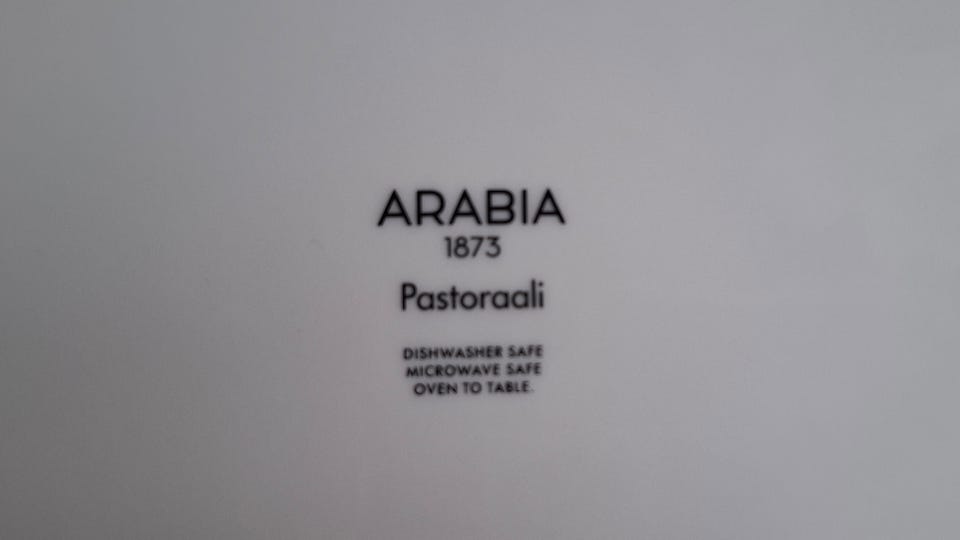 ARABIA
1873
Pastoraali
DISHWASHER SAFE
MICROWAVE SAFE
OVEN TO TABLE.